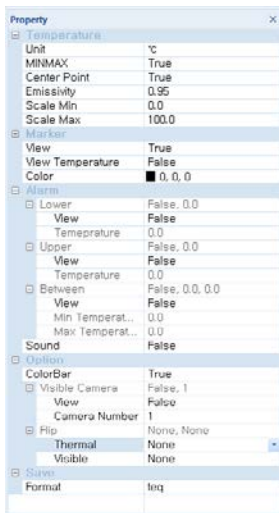 Property ×
Temperature
Unit ℃
MINMAX True
Center Point True
Emissivity 0.95
Scale Min 0.0
Scale Max 100.0
Marker
View True
View Temperature False
Color 0, 0, 0
Alarm
Lower False, 0.0
View False
Temeprature 0.0
Upper False, 0.0
View False
Temperature 0.0
Between False, 0.0, 0.0
View False
Min Temperat... 0.0
Max Temperat... 0.0
Sound False
Option
ColorBar True
Visible Camera False, 1
View False
Camera Number 1
Flip None, None
Thermal None
Visible None
Save
Format teq